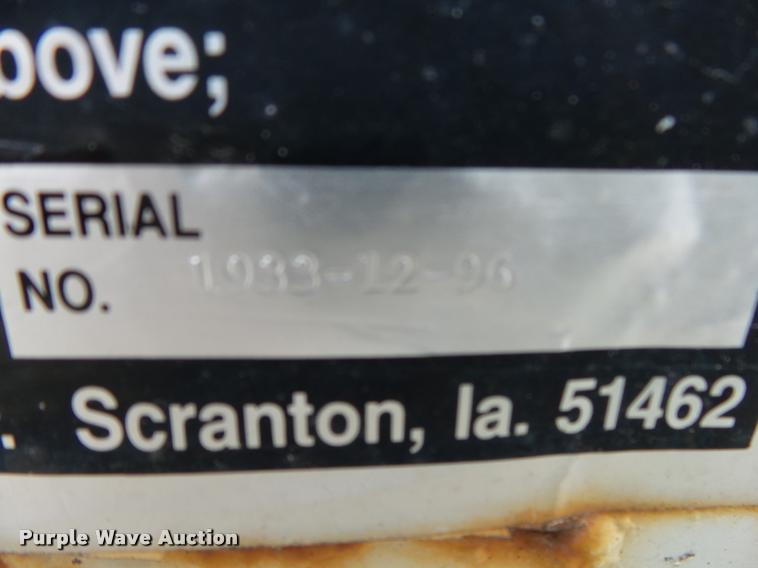 bove;
SERIAL
NO. 1933-12-96
. Scranton, Ia. 51462
Purple Wave Auction